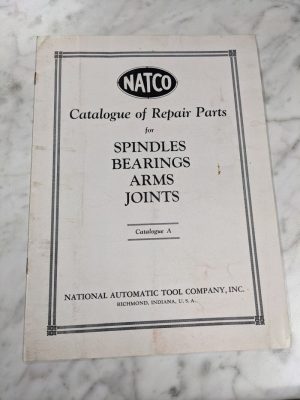 NATCO
Catalogue of Repair Parts
for
SPINDLES
BEARINGS
ARMS
JOINTS
Catalogue A
NATIONAL AUTOMATIC TOOL COMPANY, INC.
RICHMOND, INDIANA, U. S. A.